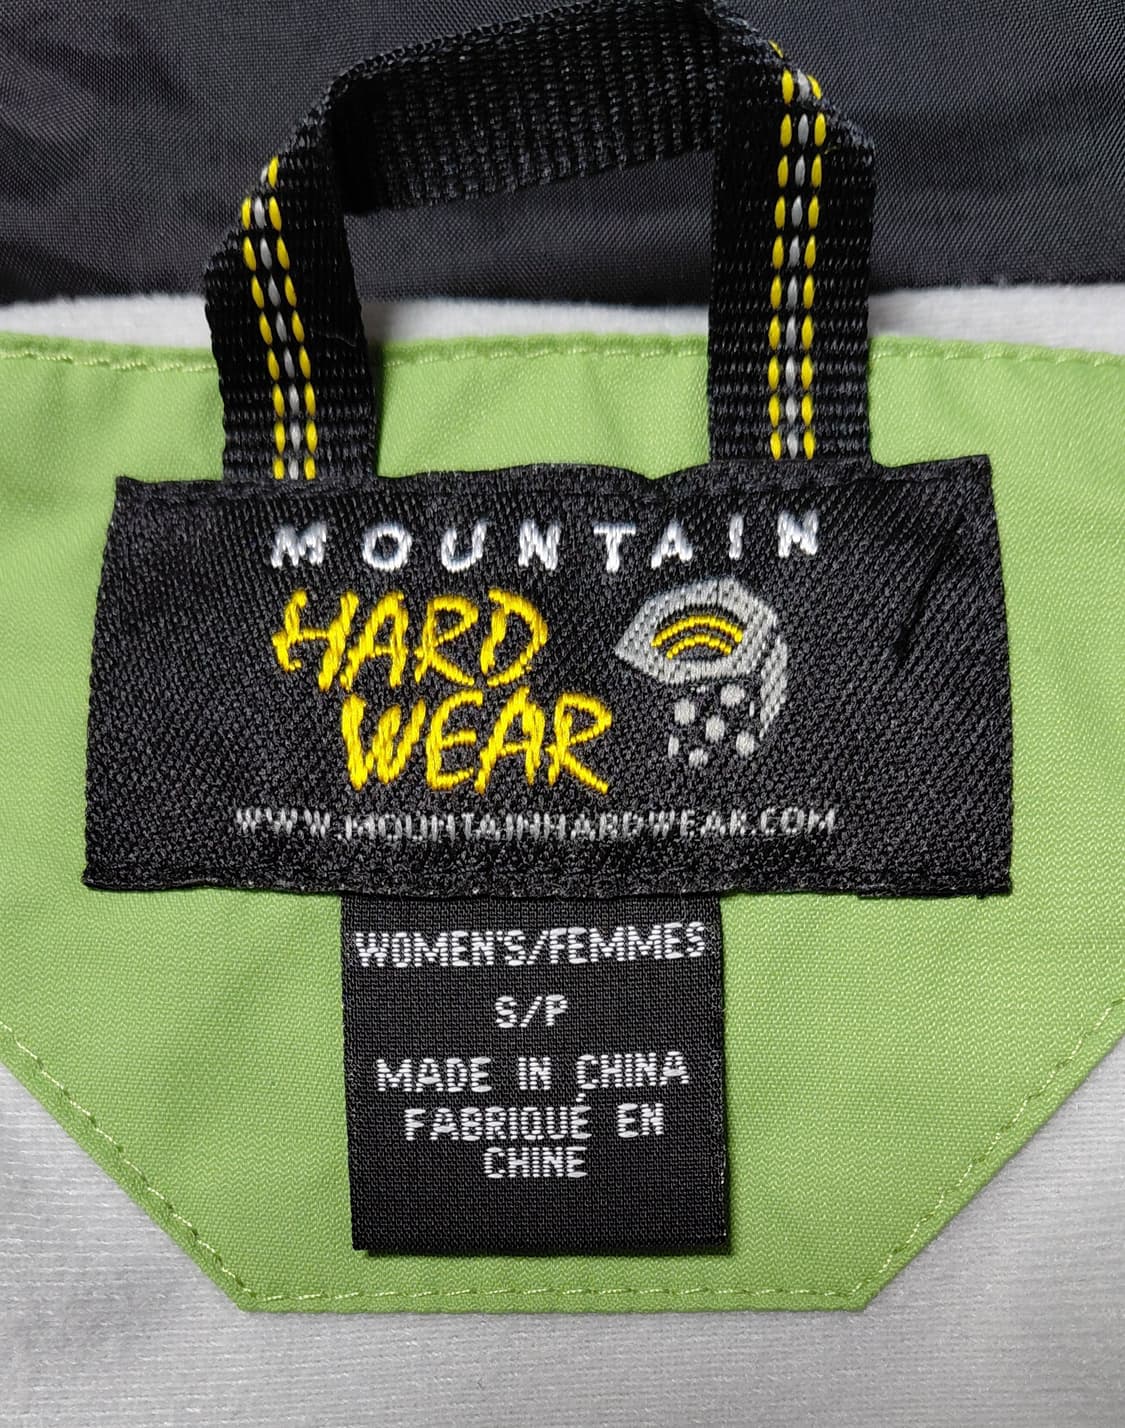 MOUNTAIN
HARD
WEAR
WWW.MOUNTAINHARDWEAR.COM
WOMEN'S/FEMMES
S/P
MADE IN CHINA
FABRIQUÉ EN
CHINE